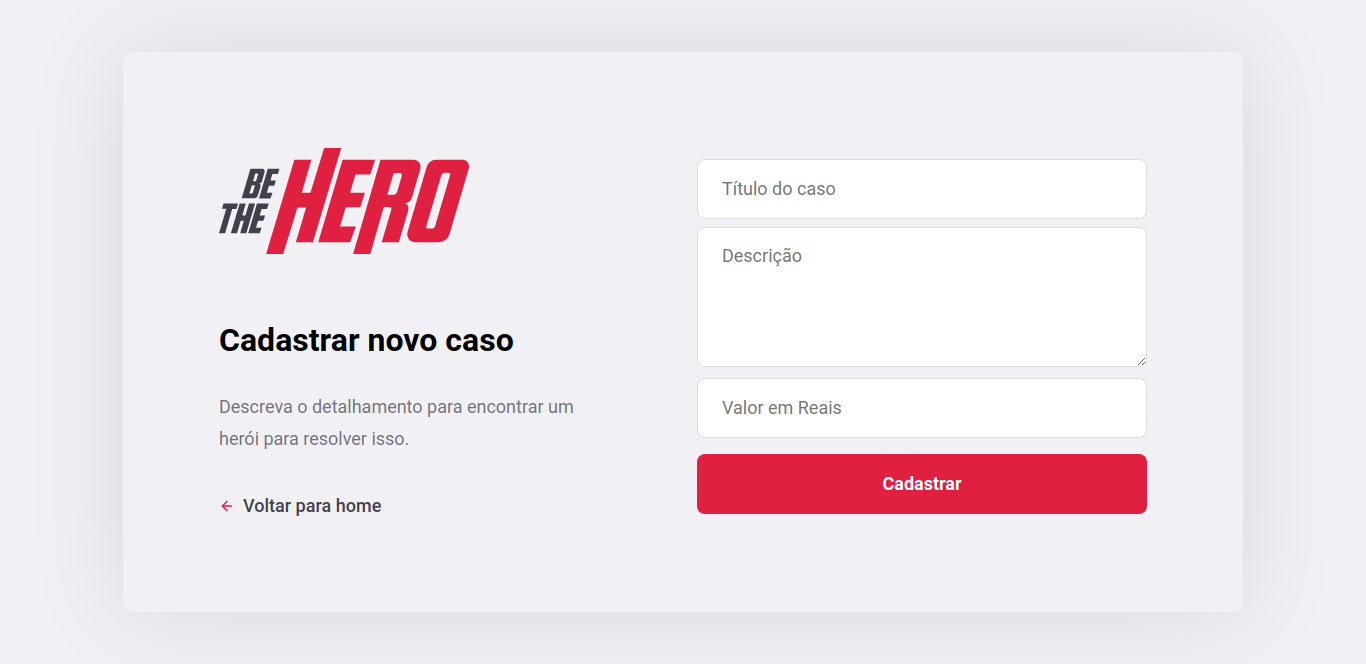 BE
THE
HERO
Cadastrar novo caso
Descreva o detalhamento para encontrar um
herói para resolver isso.
Voltar para home
Título do caso
Descrição
Valor em Reais
Cadastrar